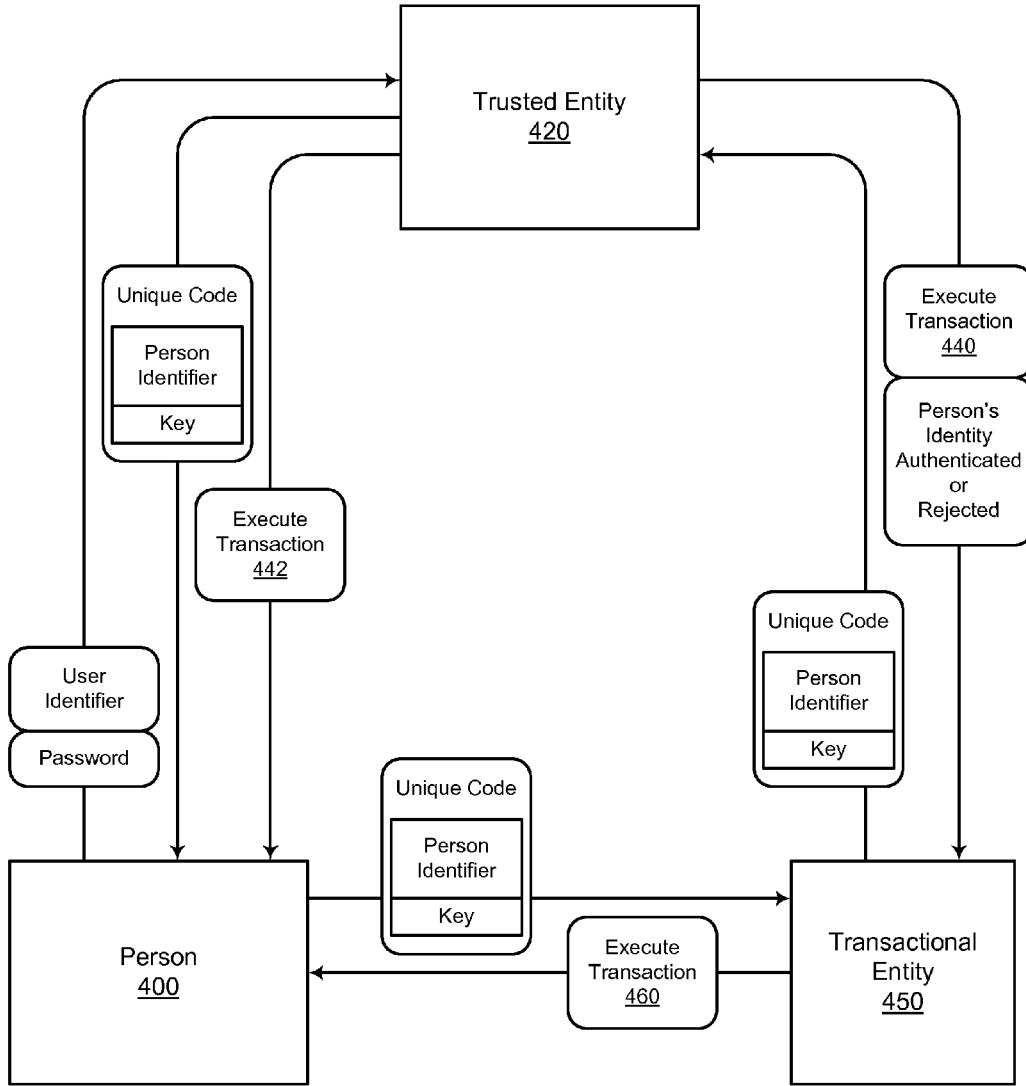 Trusted Entity
420
Unique Code
Person
Identifier
Key
Execute
Transaction
440
Person's
Identity
Authenticated
or
Rejected
Execute
Transaction
442
Unique Code
Person
Identifier
Key
User
Identifier
Password
Unique Code
Person
Identifier
Key
Person
400
Execute
Transaction
460
Transactional
Entity
450